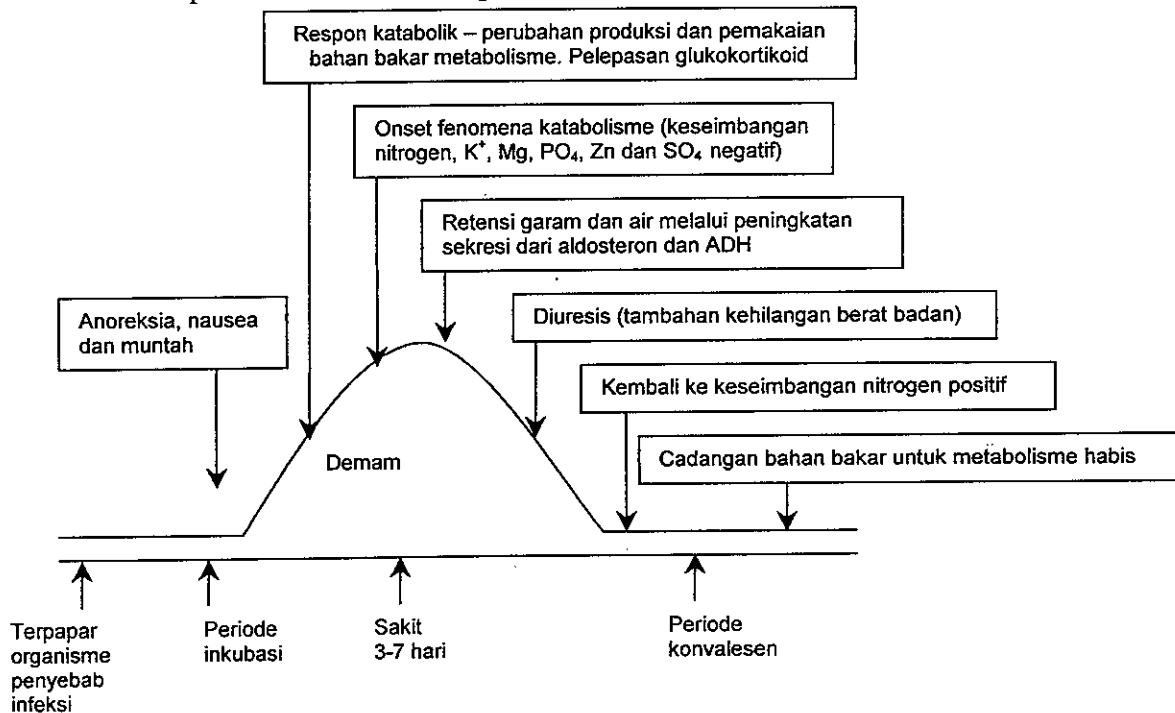 Respon katabolik – perubahan produksi dan pemakaian
bahan bakar metabolisme. Pelepasan glukokortikoid
Onset fenomena katabolisme (keseimbangan
nitrogen, K⁺, Mg, PO₄, Zn dan SO₄ negatif)
Retensi garam dan air melalui peningkatan
sekresi dari aldosteron dan ADH
Anoreksia, nausea
dan muntah
Diuresis (tambahan kehilangan berat badan)
Kembali ke keseimbangan nitrogen positif
Cadangan bahan bakar untuk metabolisme habis
Demam
Terpapar
organisme
penyebab
infeksi
Periode
inkubasi
Sakit
3-7 hari
Periode
konvalesen